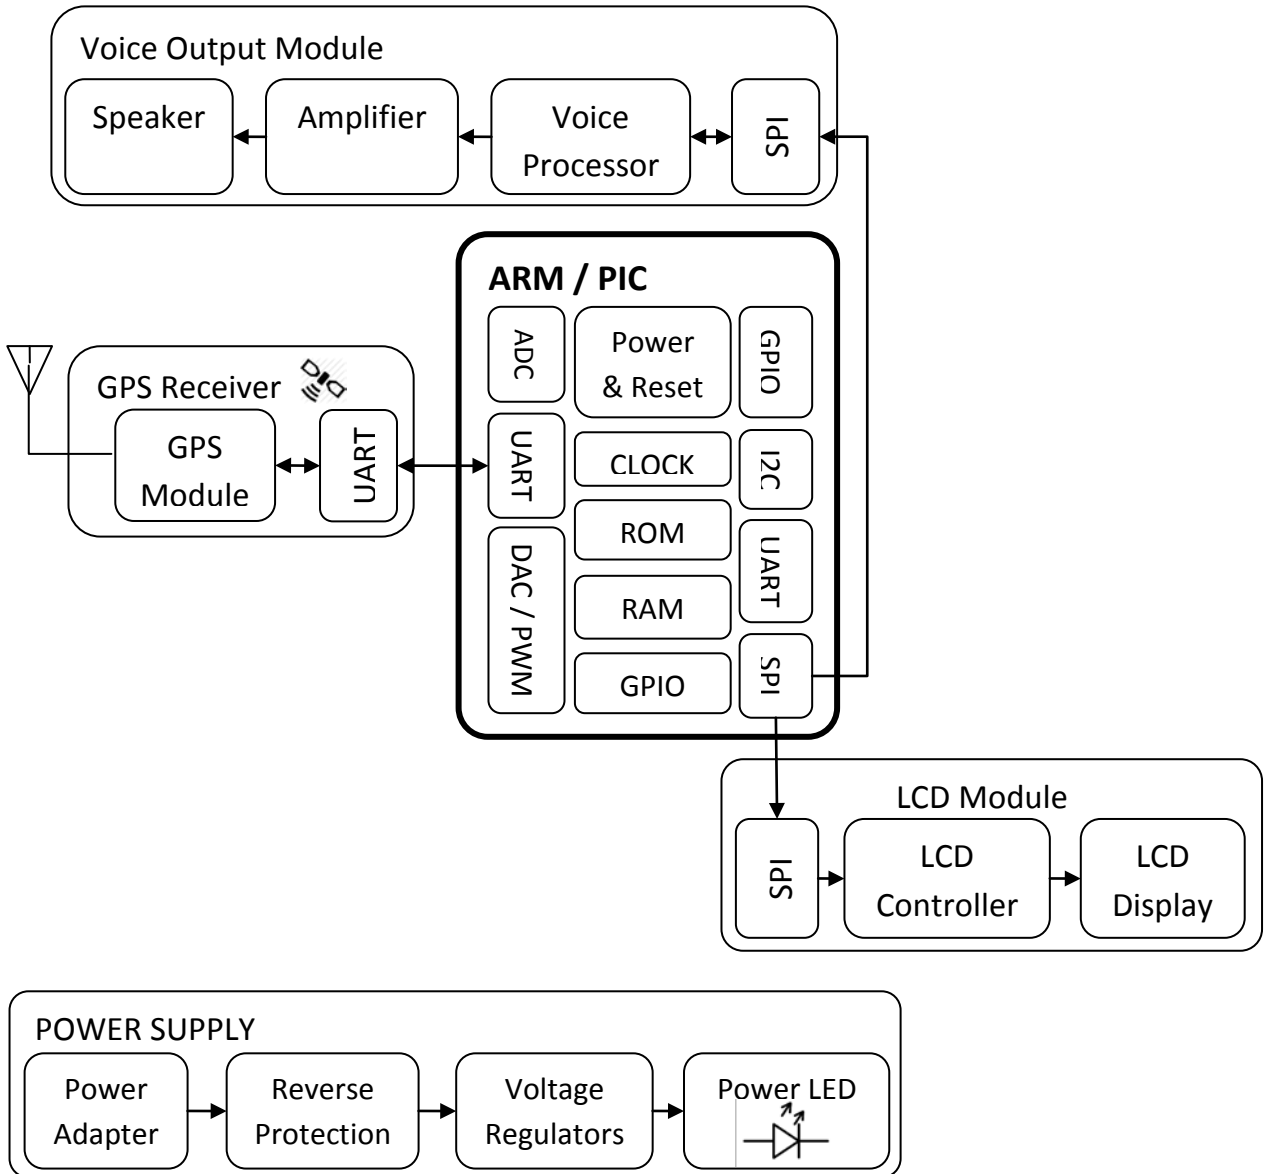 Voice Output Module
Speaker
Amplifier
Voice
Processor
SPI
ARM / PIC
ADC
UART
DAC / PWM
Power
& Reset
CLOCK
ROM
RAM
GPIO
GPIO
I2C
UART
SPI
GPS Receiver
GPS
Module
UART
LCD Module
SPI
LCD
Controller
LCD
Display
POWER SUPPLY
Power
Adapter
Reverse
Protection
Voltage
Regulators
Power LED